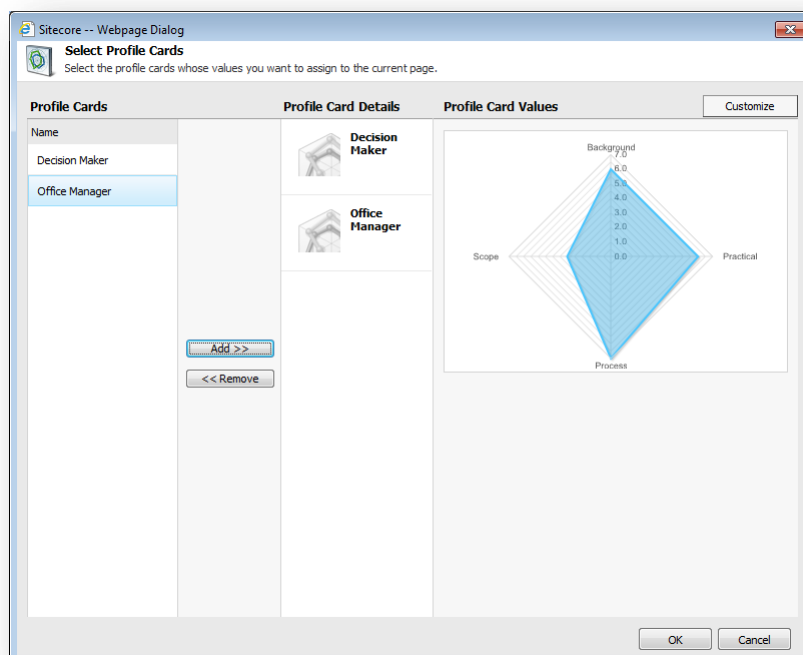 Sitecore -- Webpage Dialog
Select Profile Cards
Select the profile cards whose values you want to assign to the current page.
Profile Cards
Profile Card Details
Profile Card Values
Customize
Name
Decision Maker
Office Manager
Add >>
<< Remove
Decision
Maker
Office
Manager
Background
7.0
6.0
5.0
4.0
3.0
2.0
1.0
0.0
Scope
Practical
Process
OK
Cancel